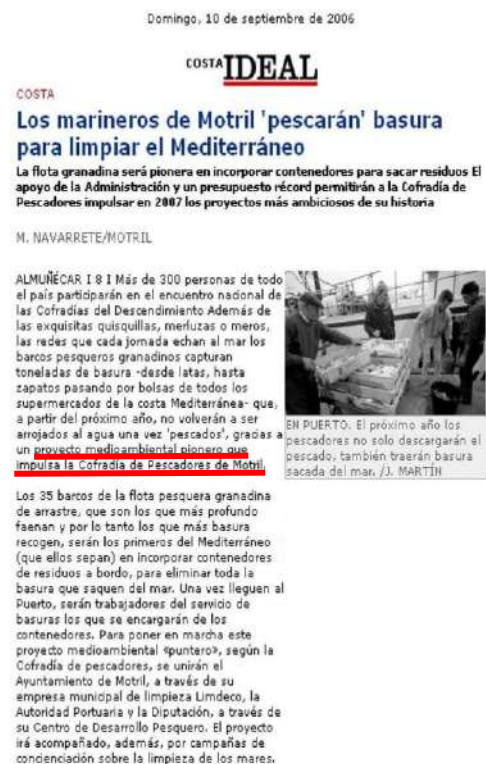 Domingo, 10 de septiembre de 2006
COSTA IDEAL
COSTA
Los marineros de Motril 'pescarán' basura
para limpiar el Mediterráneo
La flota granadina será pionera en incorporar contenedores para sacar residuos El
apoyo de la Administración y un presupuesto récord permitirán a la Cofradía de
Pescadores impulsar en 2007 los proyectos más ambiciosos de su historia
M. NAVARRETE/MOTRIL
ALMUÑÉCAR I 8 I Más de 300 personas de todo
el país participarán en el encuentro nacional de
las Cofradías del Descendimiento Además de
las exquisitas quisquillas, merluzas o meros,
las redes que cada jornada echan al mar los
barcos pesqueros granadinos capturan
toneladas de basura -desde latas, hasta
zapatos pasando por bolsas de todos los
supermercados de la costa Mediterránea- que,
a partir del próximo año, no volverán a ser
arrojados al agua una vez 'pescados', gracias a
un proyecto medioambiental pionero que
impulsa la Cofradía de Pescadores de Motril.
EN PUERTO. El próximo año los
pescadores no solo descargarán el
pescado, también traerán basura
sacada del mar. /J. MARTÍN
Los 35 barcos de la flota pesquera granadina
de arrastre, que son los que más profundo
faenan y por lo tanto los que más basura
recogen, serán los primeros del Mediterráneo
(que ellos sepan) en incorporar contenedores
de residuos a bordo, para eliminar toda la
basura que saquen del mar. Una vez lleguen al
Puerto, serán trabajadores del servicio de
basuras los que se encargarán de los
contenedores. Para poner en marcha este
proyecto medioambiental «puntero», según la
Cofradía de pescadores, se unirán el
Ayuntamiento de Motril, a través de su
empresa municipal de limpieza Limdeco, la
Autoridad Portuaria y la Diputación, a través de
su Centro de Desarrollo Pesquero. El proyecto
irá acompañado, además, por campañas de
concienciación sobre la limpieza de los mares.